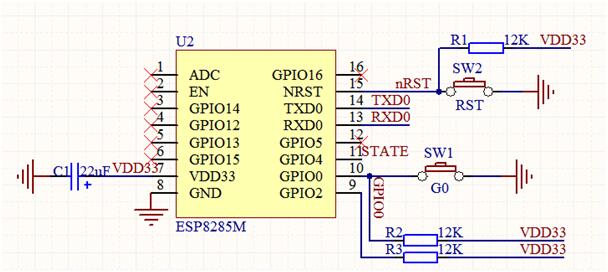 R1 12K VDD33
U2
SW2
1 ADC GPIO16 16
2 EN NRST 15 nRST RST
3 GPIO14 TXD0 14 TXD0
4 GPIO12 RXD0 13 RXD0
5 GPIO13 GPIO5 12
6 GPIO15 GPIO4 11 STATE SW1
C1 22uF VDD33 7 VDD33 GPIO0 10 G0
+
8 GND GPIO2 9
GPIO0
ESP8285M
R2 12K VDD33
R3 12K VDD33